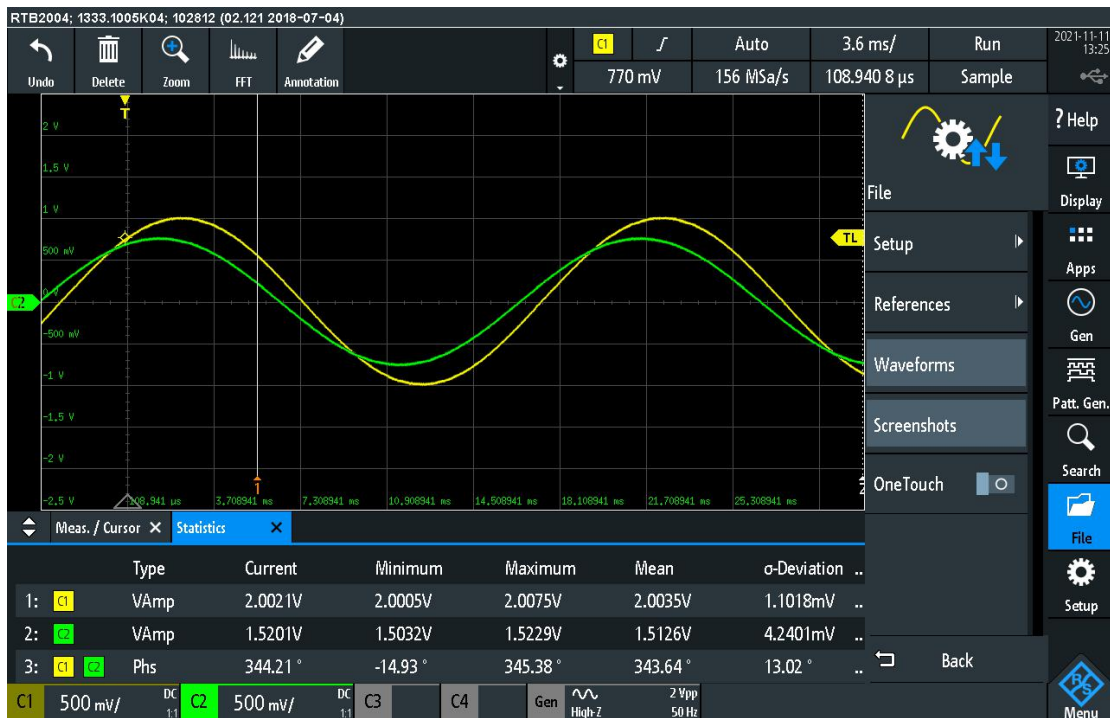 RTB2004; 1333.1005K04; 102812 (02.121 2018-07-04)
Undo Delete Zoom FFT Annotation
C1 Auto 3.6 ms/ Run
770 mV 156 MSa/s 108.940 8 µs Sample
2021-11-11
13:25
T
2 V
1.5 V
1 V
500 mV
0 V
-500 mV
-1 V
-1.5 V
-2 V
-2.5 V
C2
TL
1
2
108.941 µs 3.708941 ms 7.308941 ms 10.908941 ms 14.508941 ms 18.108941 ms 21.708941 ms 25.308941 ms
File
Setup
References
Waveforms
Screenshots
OneTouch
Back
? Help
Display
Apps
Gen
Patt. Gen.
Search
File
Setup
R&S
Menu
Meas. / Cursor X Statistics X
Type Current Minimum Maximum Mean σ-Deviation ..
1: C1 VAmp 2.0021V 2.0005V 2.0075V 2.0035V 1.1018mV ..
2: C2 VAmp 1.5201V 1.5032V 1.5229V 1.5126V 4.2401mV ..
3: C1 C2 Phs 344.21 ° -14.93 ° 345.38 ° 343.64 ° 13.02 ° ..
C1 500 mV/ DC 1:1 C2 500 mV/ DC 1:1 C3 C4 Gen High-Z 2 Vpp 50 Hz